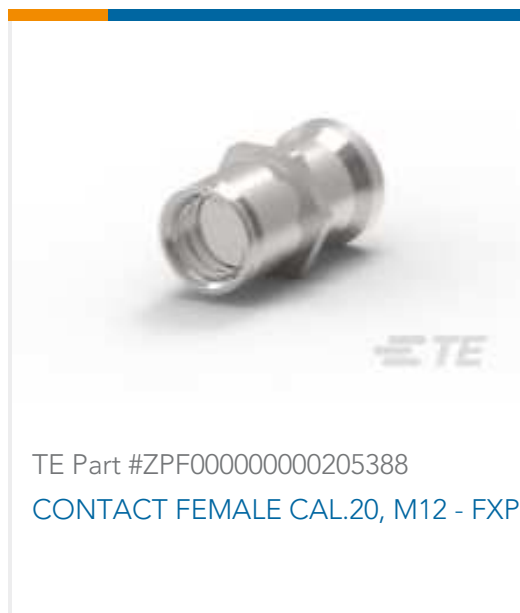 TE
TE Part #ZPF000000000205388
CONTACT FEMALE CAL.20, M12 - FXP